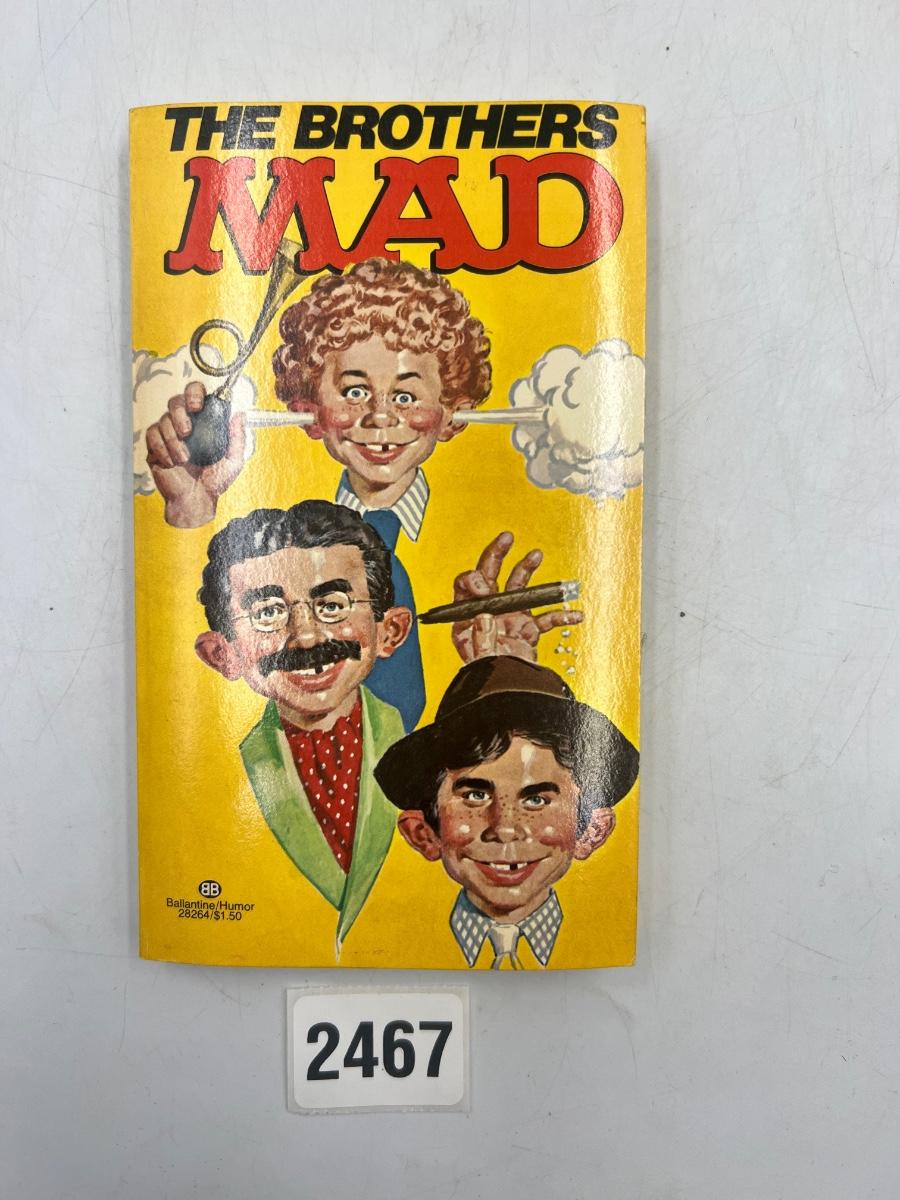 THE BROTHERS
MAD
BB
Ballantine/Humor
28264/$1.50
2467